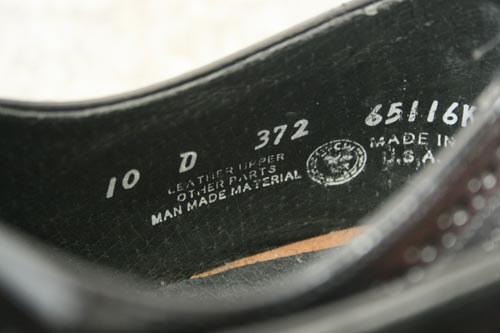 10 D 372 65116K
LEATHER UPPER
OTHER PARTS
MAN MADE MATERIAL
MADE IN
U.S.A.